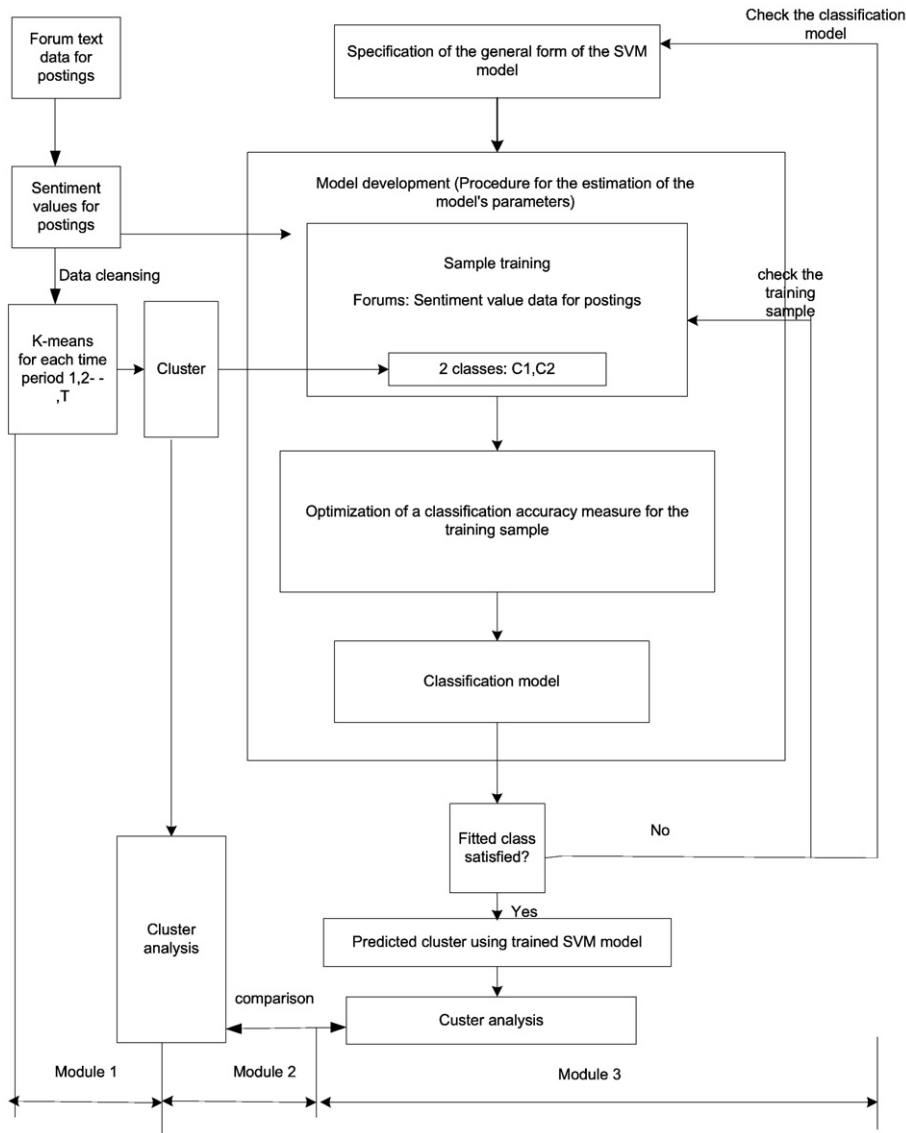 Check the classification
model
Forum text
data for
postings
Specification of the general form of the SVM
model
Sentiment
values for
postings
Model development (Procedure for the estimation of the
model's parameters)
Sample training
Forums: Sentiment value data for postings
2 classes: C1,C2
check the
training
sample
Data cleansing
K-means
for each time
period 1,2- -
,T
Cluster
Optimization of a classification accuracy measure for the
training sample
Classification model
Fitted class
satisfied?
No
Yes
Predicted cluster using trained SVM model
Cluster
analysis
comparison
Custer analysis
Module 1
Module 2
Module 3